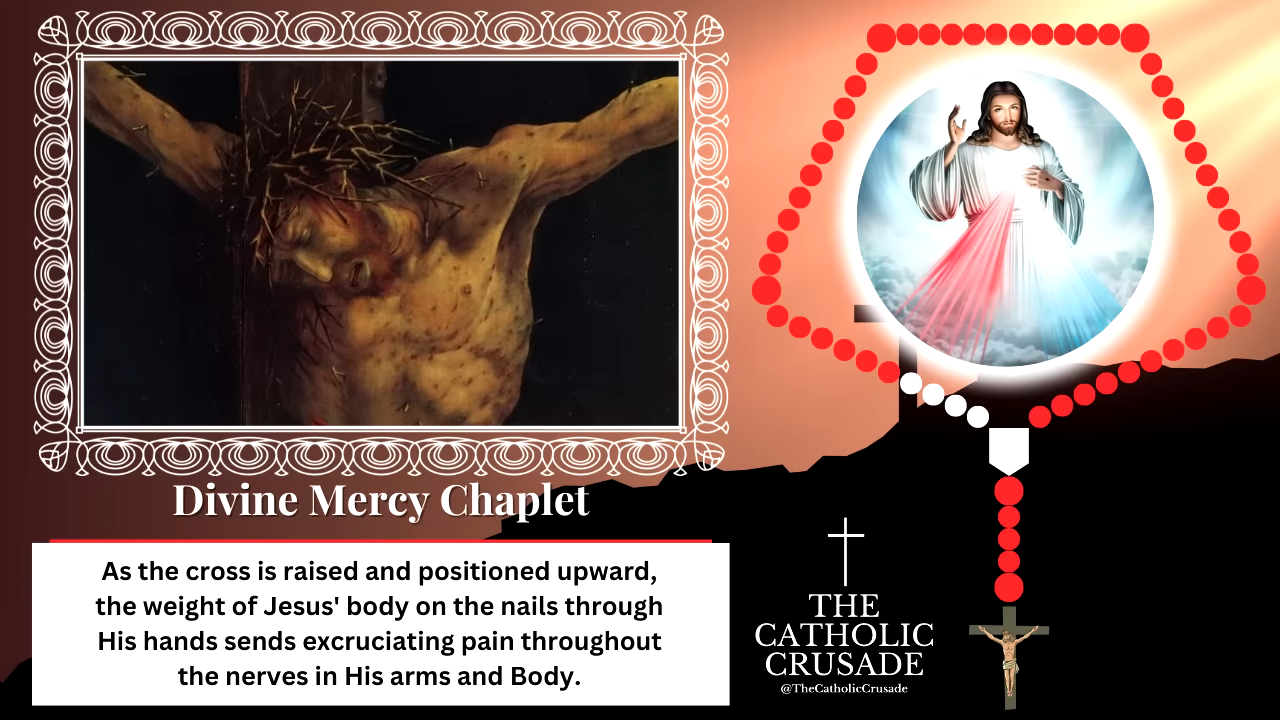 Divine Mercy Chaplet
As the cross is raised and positioned upward,
the weight of Jesus' body on the nails through
His hands sends excruciating pain throughout
the nerves in His arms and Body.
THE
CATHOLIC
CRUSADE
@TheCatholicCrusade